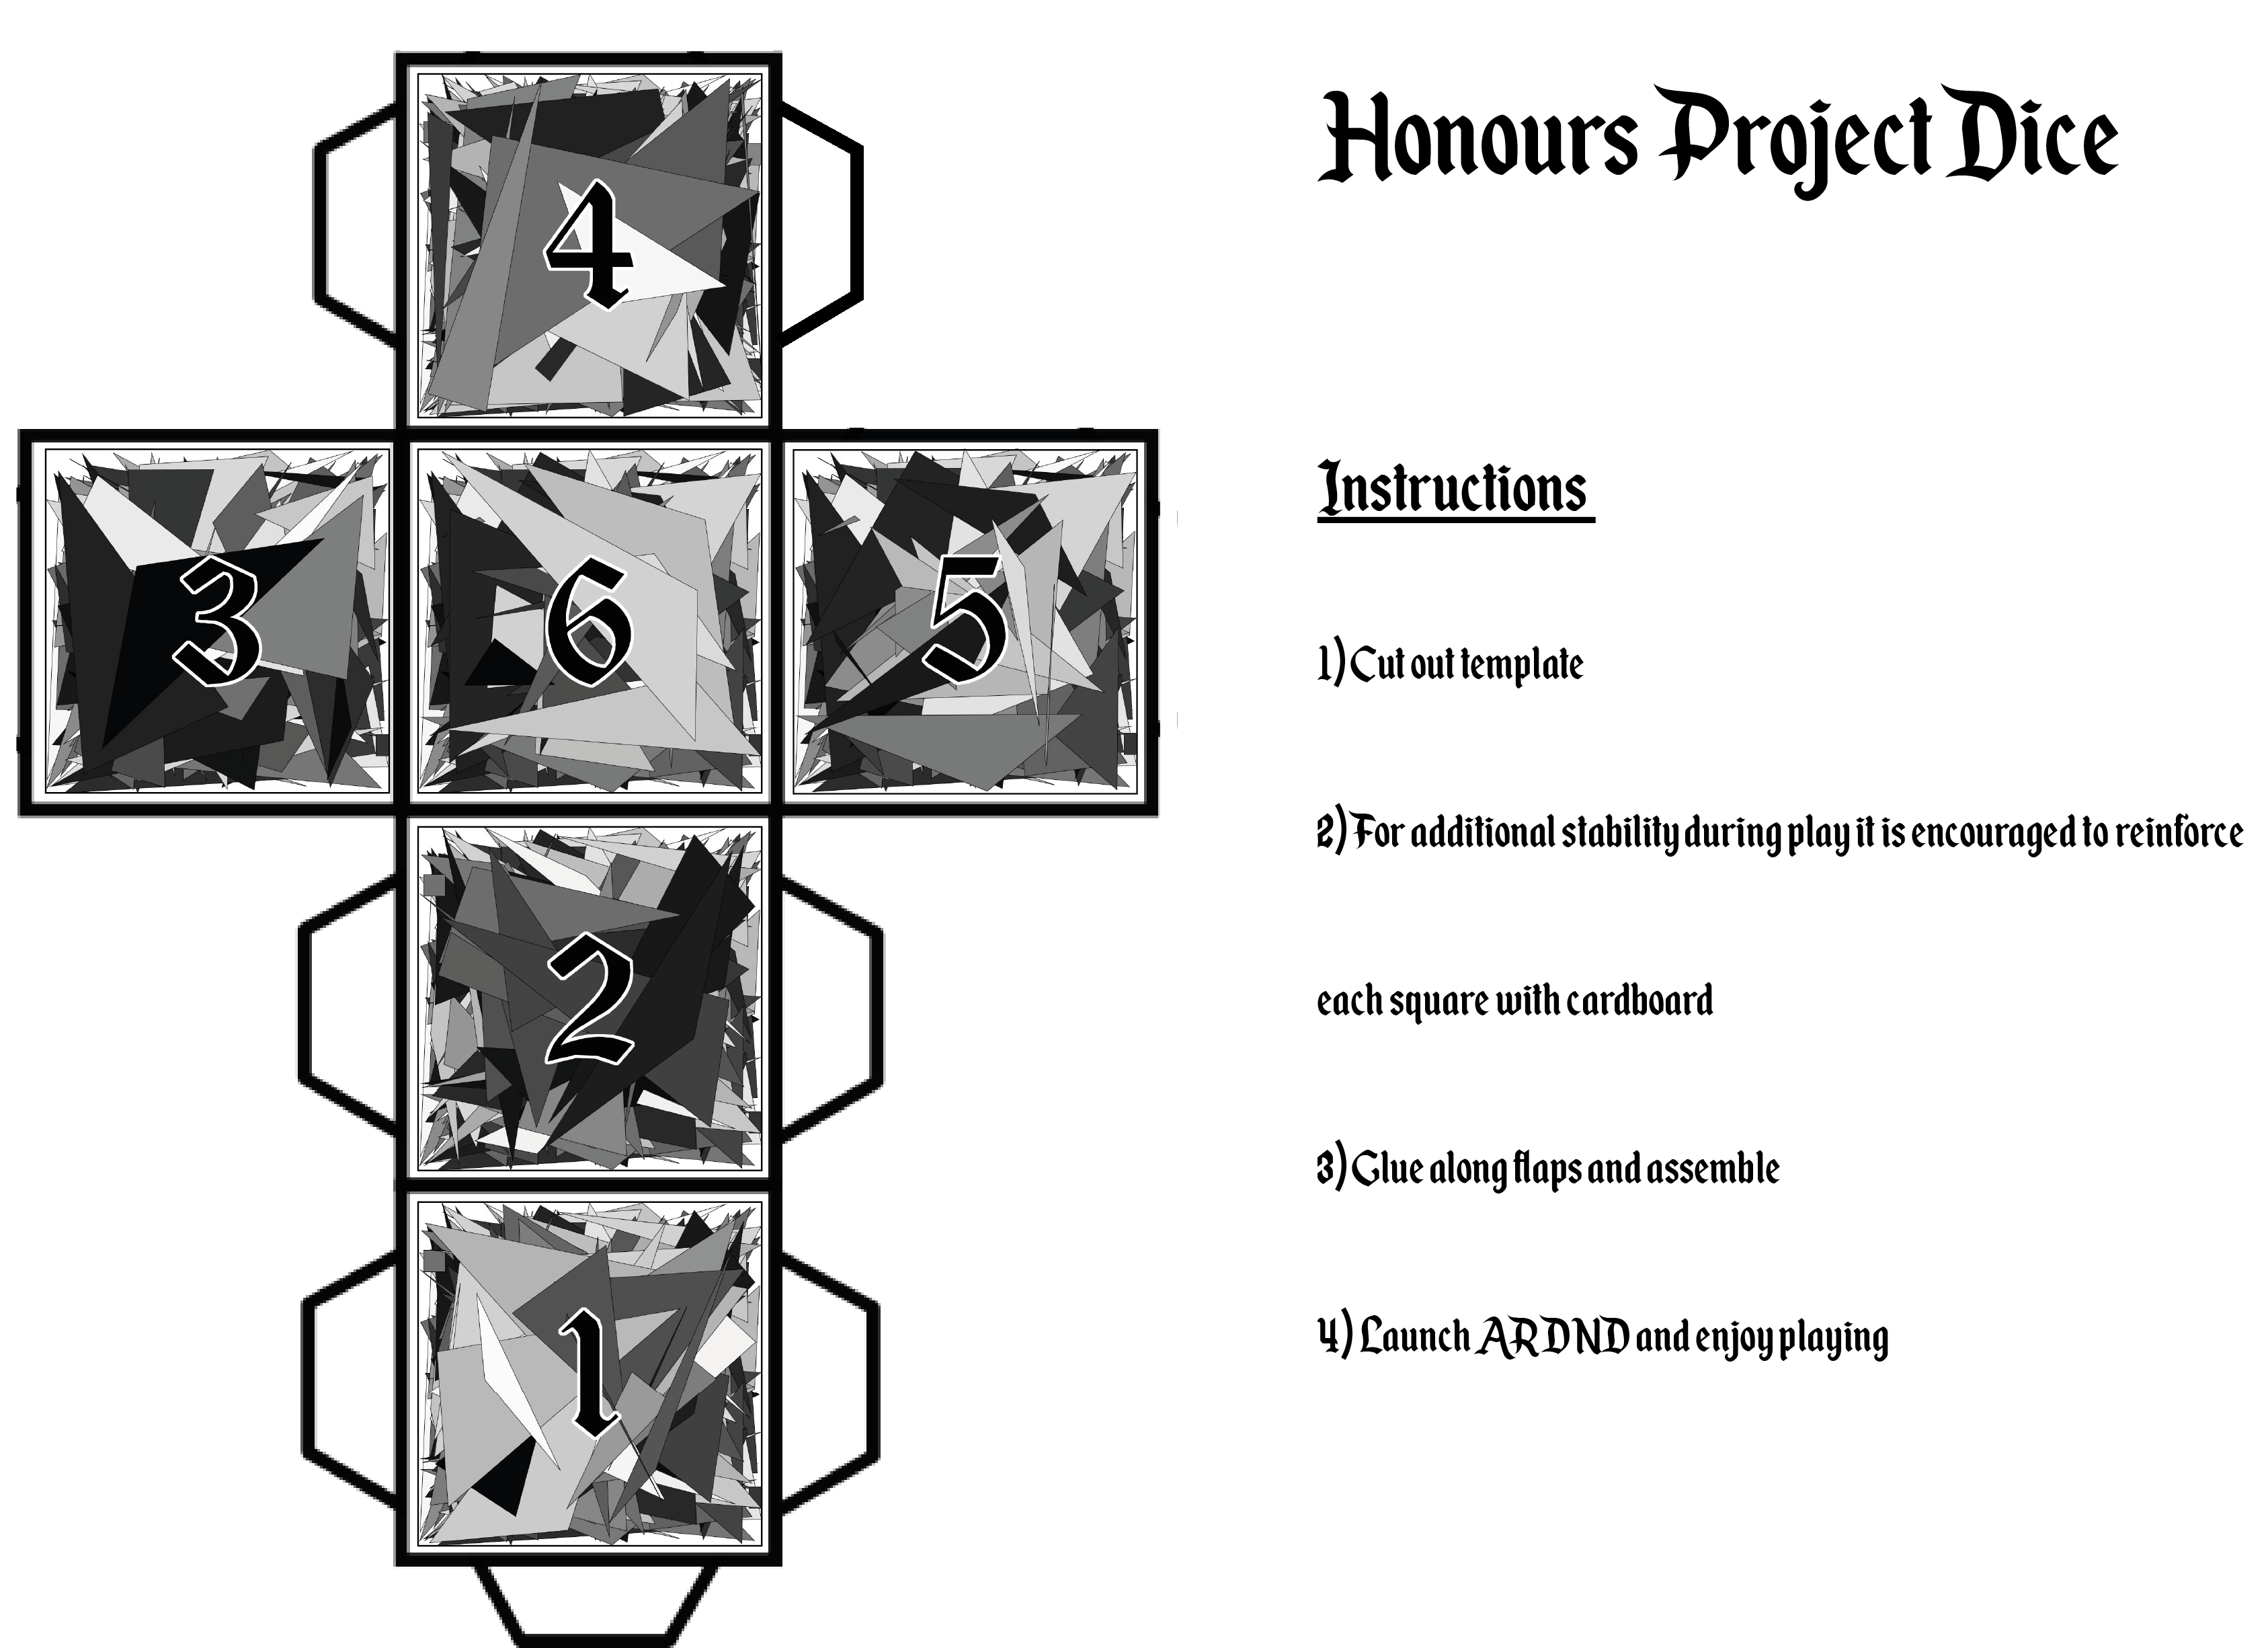 Honours Project Dice
4
Instructions
3 6 5
1) Cut out template
2) For additional stability during play it is encouraged to reinforce
each square with cardboard
2
3) Glue along flaps and assemble
4) Launch ARDND and enjoy playing
1